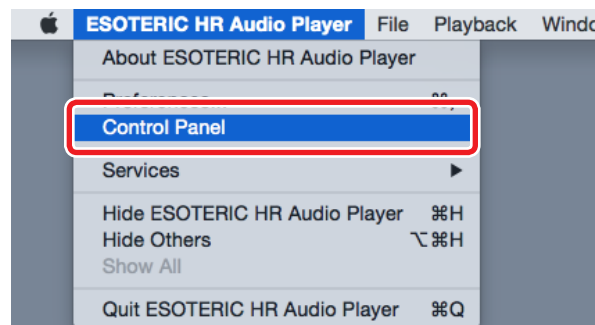 ESOTERIC HR Audio Player File Playback Windo
About ESOTERIC HR Audio Player
Preferences... ⌘,
Control Panel
Services ▶
Hide ESOTERIC HR Audio Player ⌘H
Hide Others ⌥⌘H
Show All
Quit ESOTERIC HR Audio Player ⌘Q